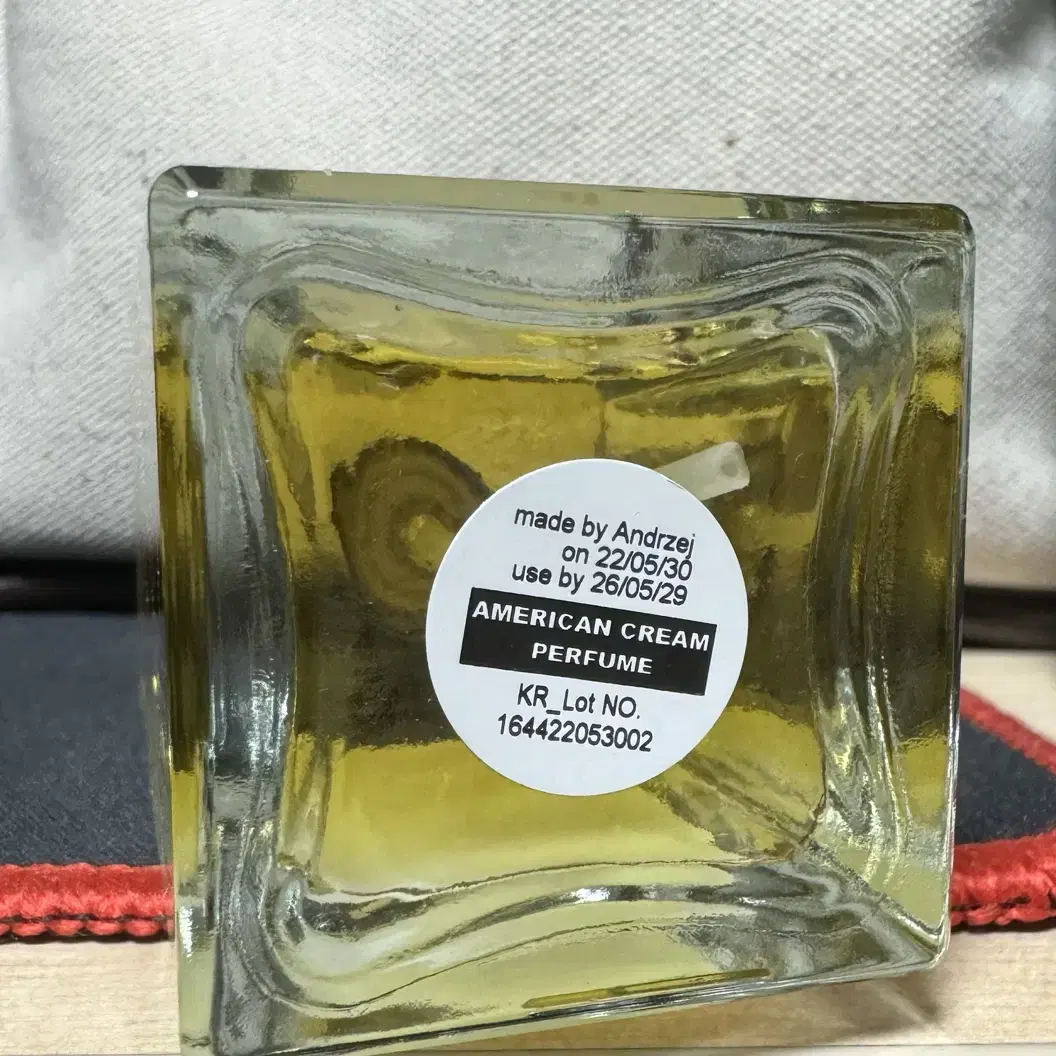 made by Andrzej
on 22/05/30
use by 26/05/29
AMERICAN CREAM
PERFUME
KR_Lot NO.
164422053002